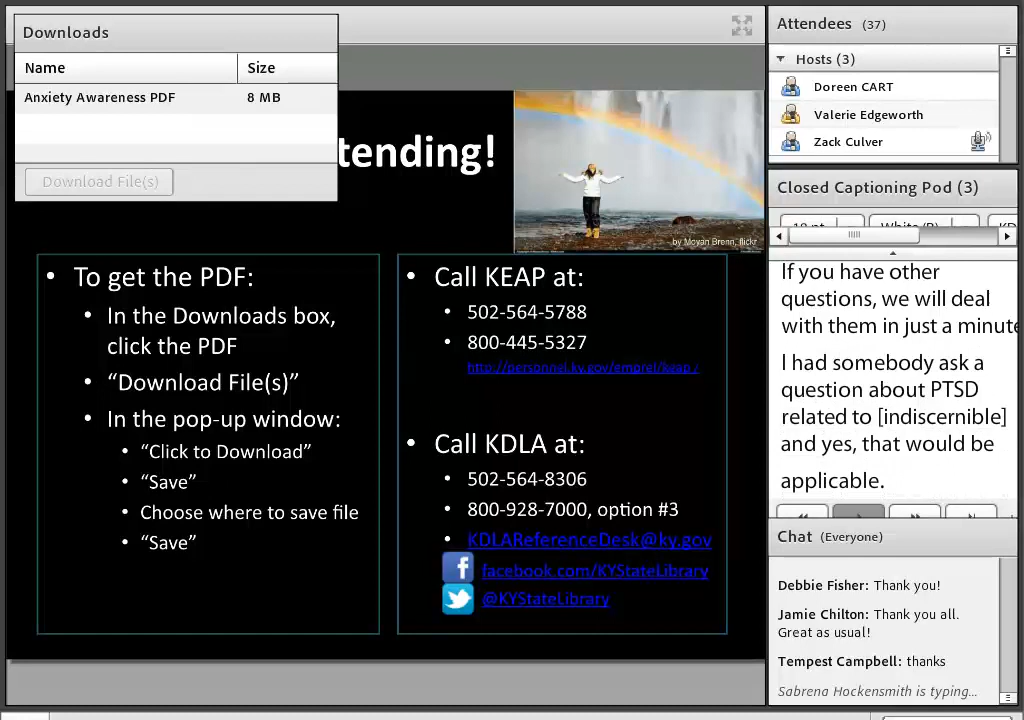 Downloads
Name Size
Anxiety Awareness PDF 8 MB
Download File(s)
tending!
by Moyan Brenn, flickr
• To get the PDF:
• In the Downloads box,
click the PDF
• “Download File(s)”
• In the pop-up window:
• “Click to Download”
• “Save”
• Choose where to save file
• “Save”
• Call KEAP at:
• 502-564-5788
• 800-445-5327
http://personnel.ky.gov/emprel/keap /
• Call KDLA at:
• 502-564-8306
• 800-928-7000, option #3
• KDLAReferenceDesk@ky.gov
facebook.com/KYStateLibrary
@KYStateLibrary
Attendees (37)
Hosts (3)
Doreen CART
Valerie Edgeworth
Zack Culver
Closed Captioning Pod (3)
If you have other
questions, we will deal
with them in just a minute
I had somebody ask a
question about PTSD
related to [indiscernible]
and yes, that would be
applicable.
Chat (Everyone)
Debbie Fisher: Thank you!
Jamie Chilton: Thank you all.
Great as usual!
Tempest Campbell: thanks
Sabrena Hockensmith is typing...